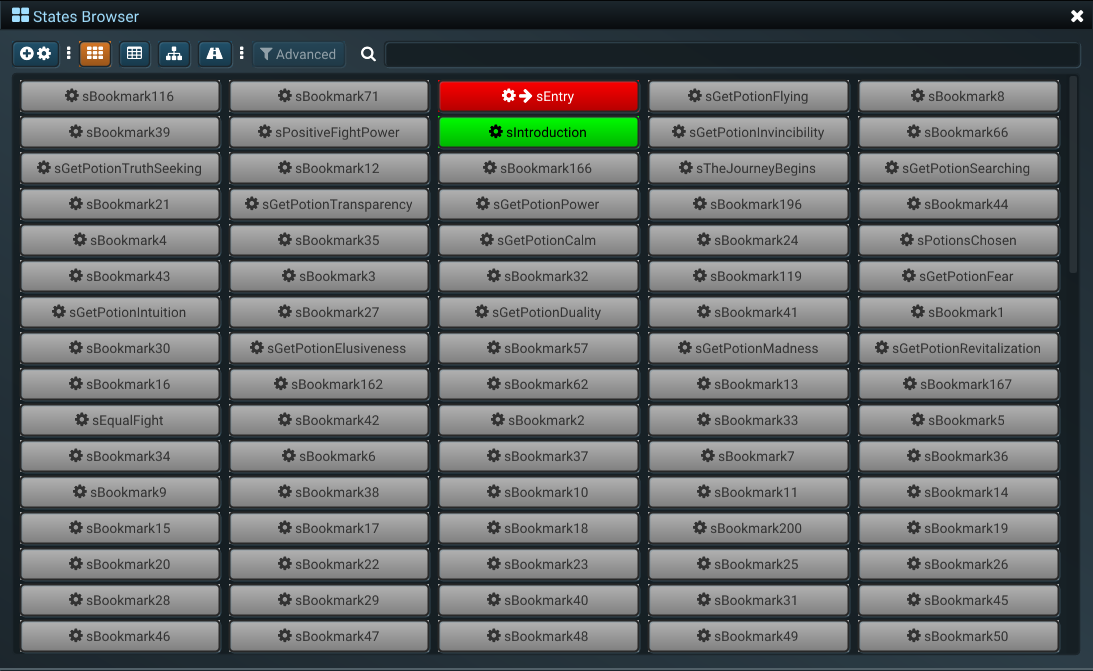 States Browser
Advanced
sBookmark116 sBookmark71 sEntry sGetPotionFlying sBookmark8
sBookmark39 sPositiveFightPower sIntroduction sGetPotionInvincibility sBookmark66
sGetPotionTruthSeeking sBookmark12 sBookmark166 sTheJourneyBegins sGetPotionSearching
sBookmark21 sGetPotionTransparency sGetPotionPower sBookmark196 sBookmark44
sBookmark4 sBookmark35 sGetPotionCalm sBookmark24 sPotionsChosen
sBookmark43 sBookmark3 sBookmark32 sBookmark119 sGetPotionFear
sGetPotionIntuition sBookmark27 sGetPotionDuality sBookmark41 sBookmark1
sBookmark30 sGetPotionElusiveness sBookmark57 sGetPotionMadness sGetPotionRevitalization
sBookmark16 sBookmark162 sBookmark62 sBookmark13 sBookmark167
sEqualFight sBookmark42 sBookmark2 sBookmark33 sBookmark5
sBookmark34 sBookmark6 sBookmark37 sBookmark7 sBookmark36
sBookmark9 sBookmark38 sBookmark10 sBookmark11 sBookmark14
sBookmark15 sBookmark17 sBookmark18 sBookmark200 sBookmark19
sBookmark20 sBookmark22 sBookmark23 sBookmark25 sBookmark26
sBookmark28 sBookmark29 sBookmark40 sBookmark31 sBookmark45
sBookmark46 sBookmark47 sBookmark48 sBookmark49 sBookmark50